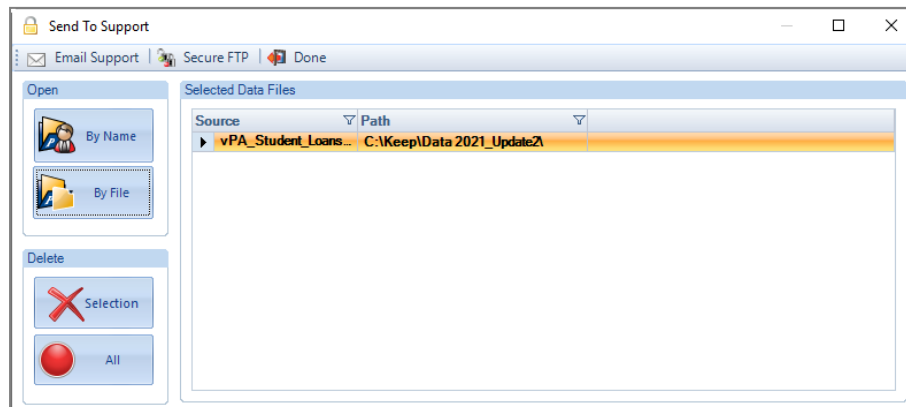 Send To Support
Email Support Secure FTP Done
Open
By Name
By File
Delete
Selection
All
Selected Data Files
Source Path
vPA_Student_Loans... C:\Keep\Data 2021_Update2\